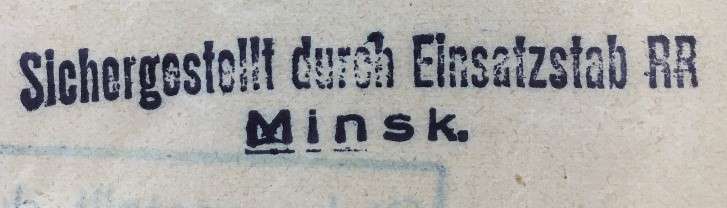 Sichergestellt durch Einsatzstab RR
Minsk.